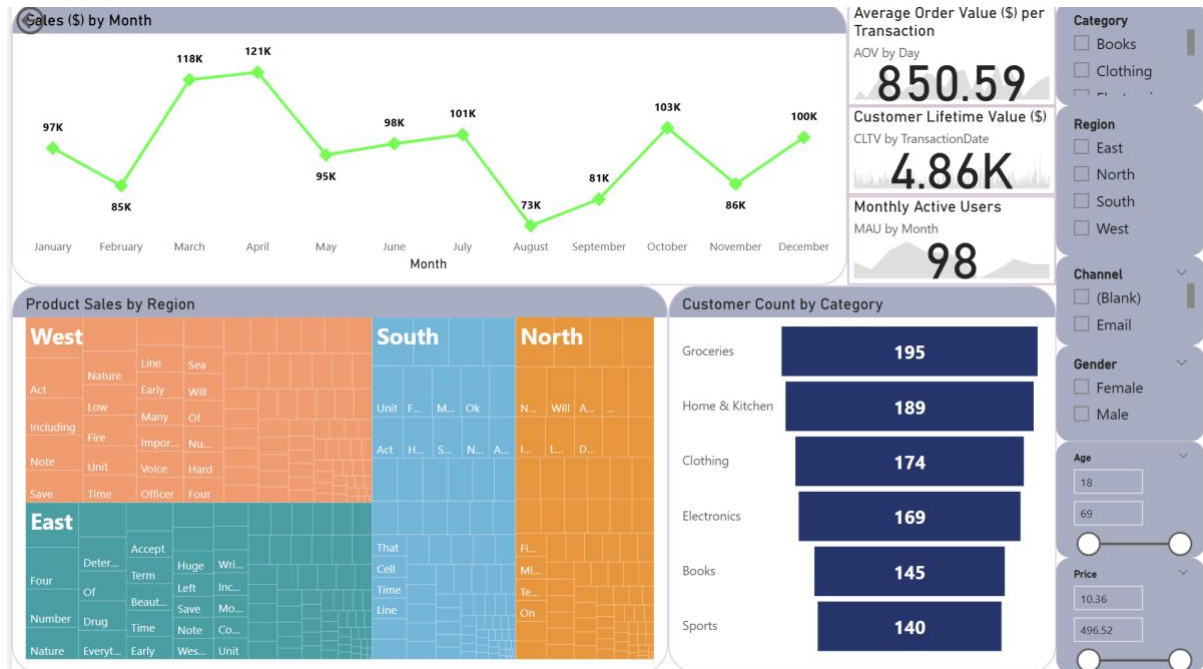 Sales ($) by Month
97K
85K
118K
121K
95K
98K
101K
73K
81K
103K
86K
100K
January February March April May June July August September October November December
Month
Average Order Value ($) per
Transaction
AOV by Day
850.59
Customer Lifetime Value ($)
CLTV by TransactionDate
4.86K
Monthly Active Users
MAU by Month
98
Category
Books
Clothing
Region
East
North
South
West
Channel
(Blank)
Email
Gender
Female
Male
Age
18
69
Price
10.36
496.52
Product Sales by Region
West
Act
Including
Note
Save
Nature
Low
Fire
Unit
Time
Line
Early
Many
Impor...
Voice
Officer
Sea
Will
Of
Nu...
Hard
Four
East
Four
Number
Nature
Deter...
Of
Drug
Everyt...
Accept
Term
Beaut...
Time
Early
Huge
Left
Save
Note
Wes...
Wri...
Inc...
Mo...
Co...
Unit
South
Unit F... M... Ok
Act H... S... N... A...
That
Cell
Time
Line
North
N... Will A... ...
I... L... D...
Fi...
Mi...
Te...
On
Customer Count by Category
Groceries 195
Home & Kitchen 189
Clothing 174
Electronics 169
Books 145
Sports 140